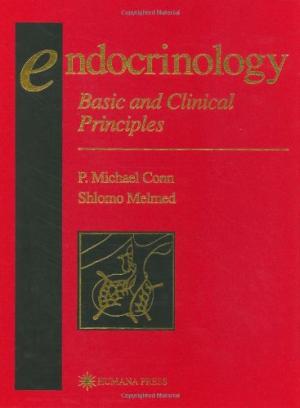 endocrinology
Basic and Clinical
Principles
P. Michael Conn
Shlomo Melmed
HUMANA PRESS